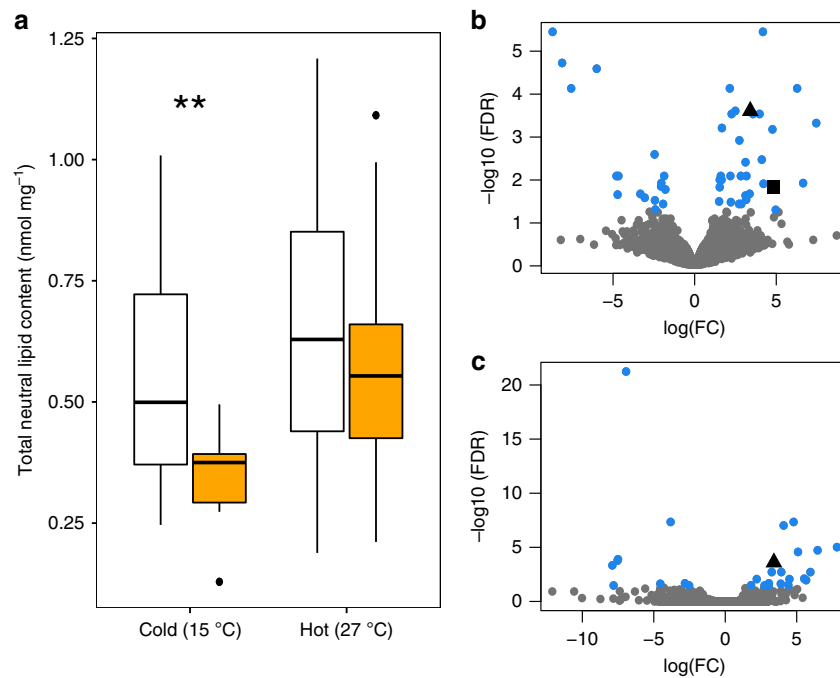 a
Total neutral lipid content (nmol mg⁻¹)
1.25
1.00
0.75
0.50
0.25
**
Cold (15 °C)
Hot (27 °C)
b
−log10 (FDR)
5
4
3
2
1
0
−5
0
5
log(FC)
c
−log10 (FDR)
20
15
10
5
0
−10
−5
0
5
log(FC)